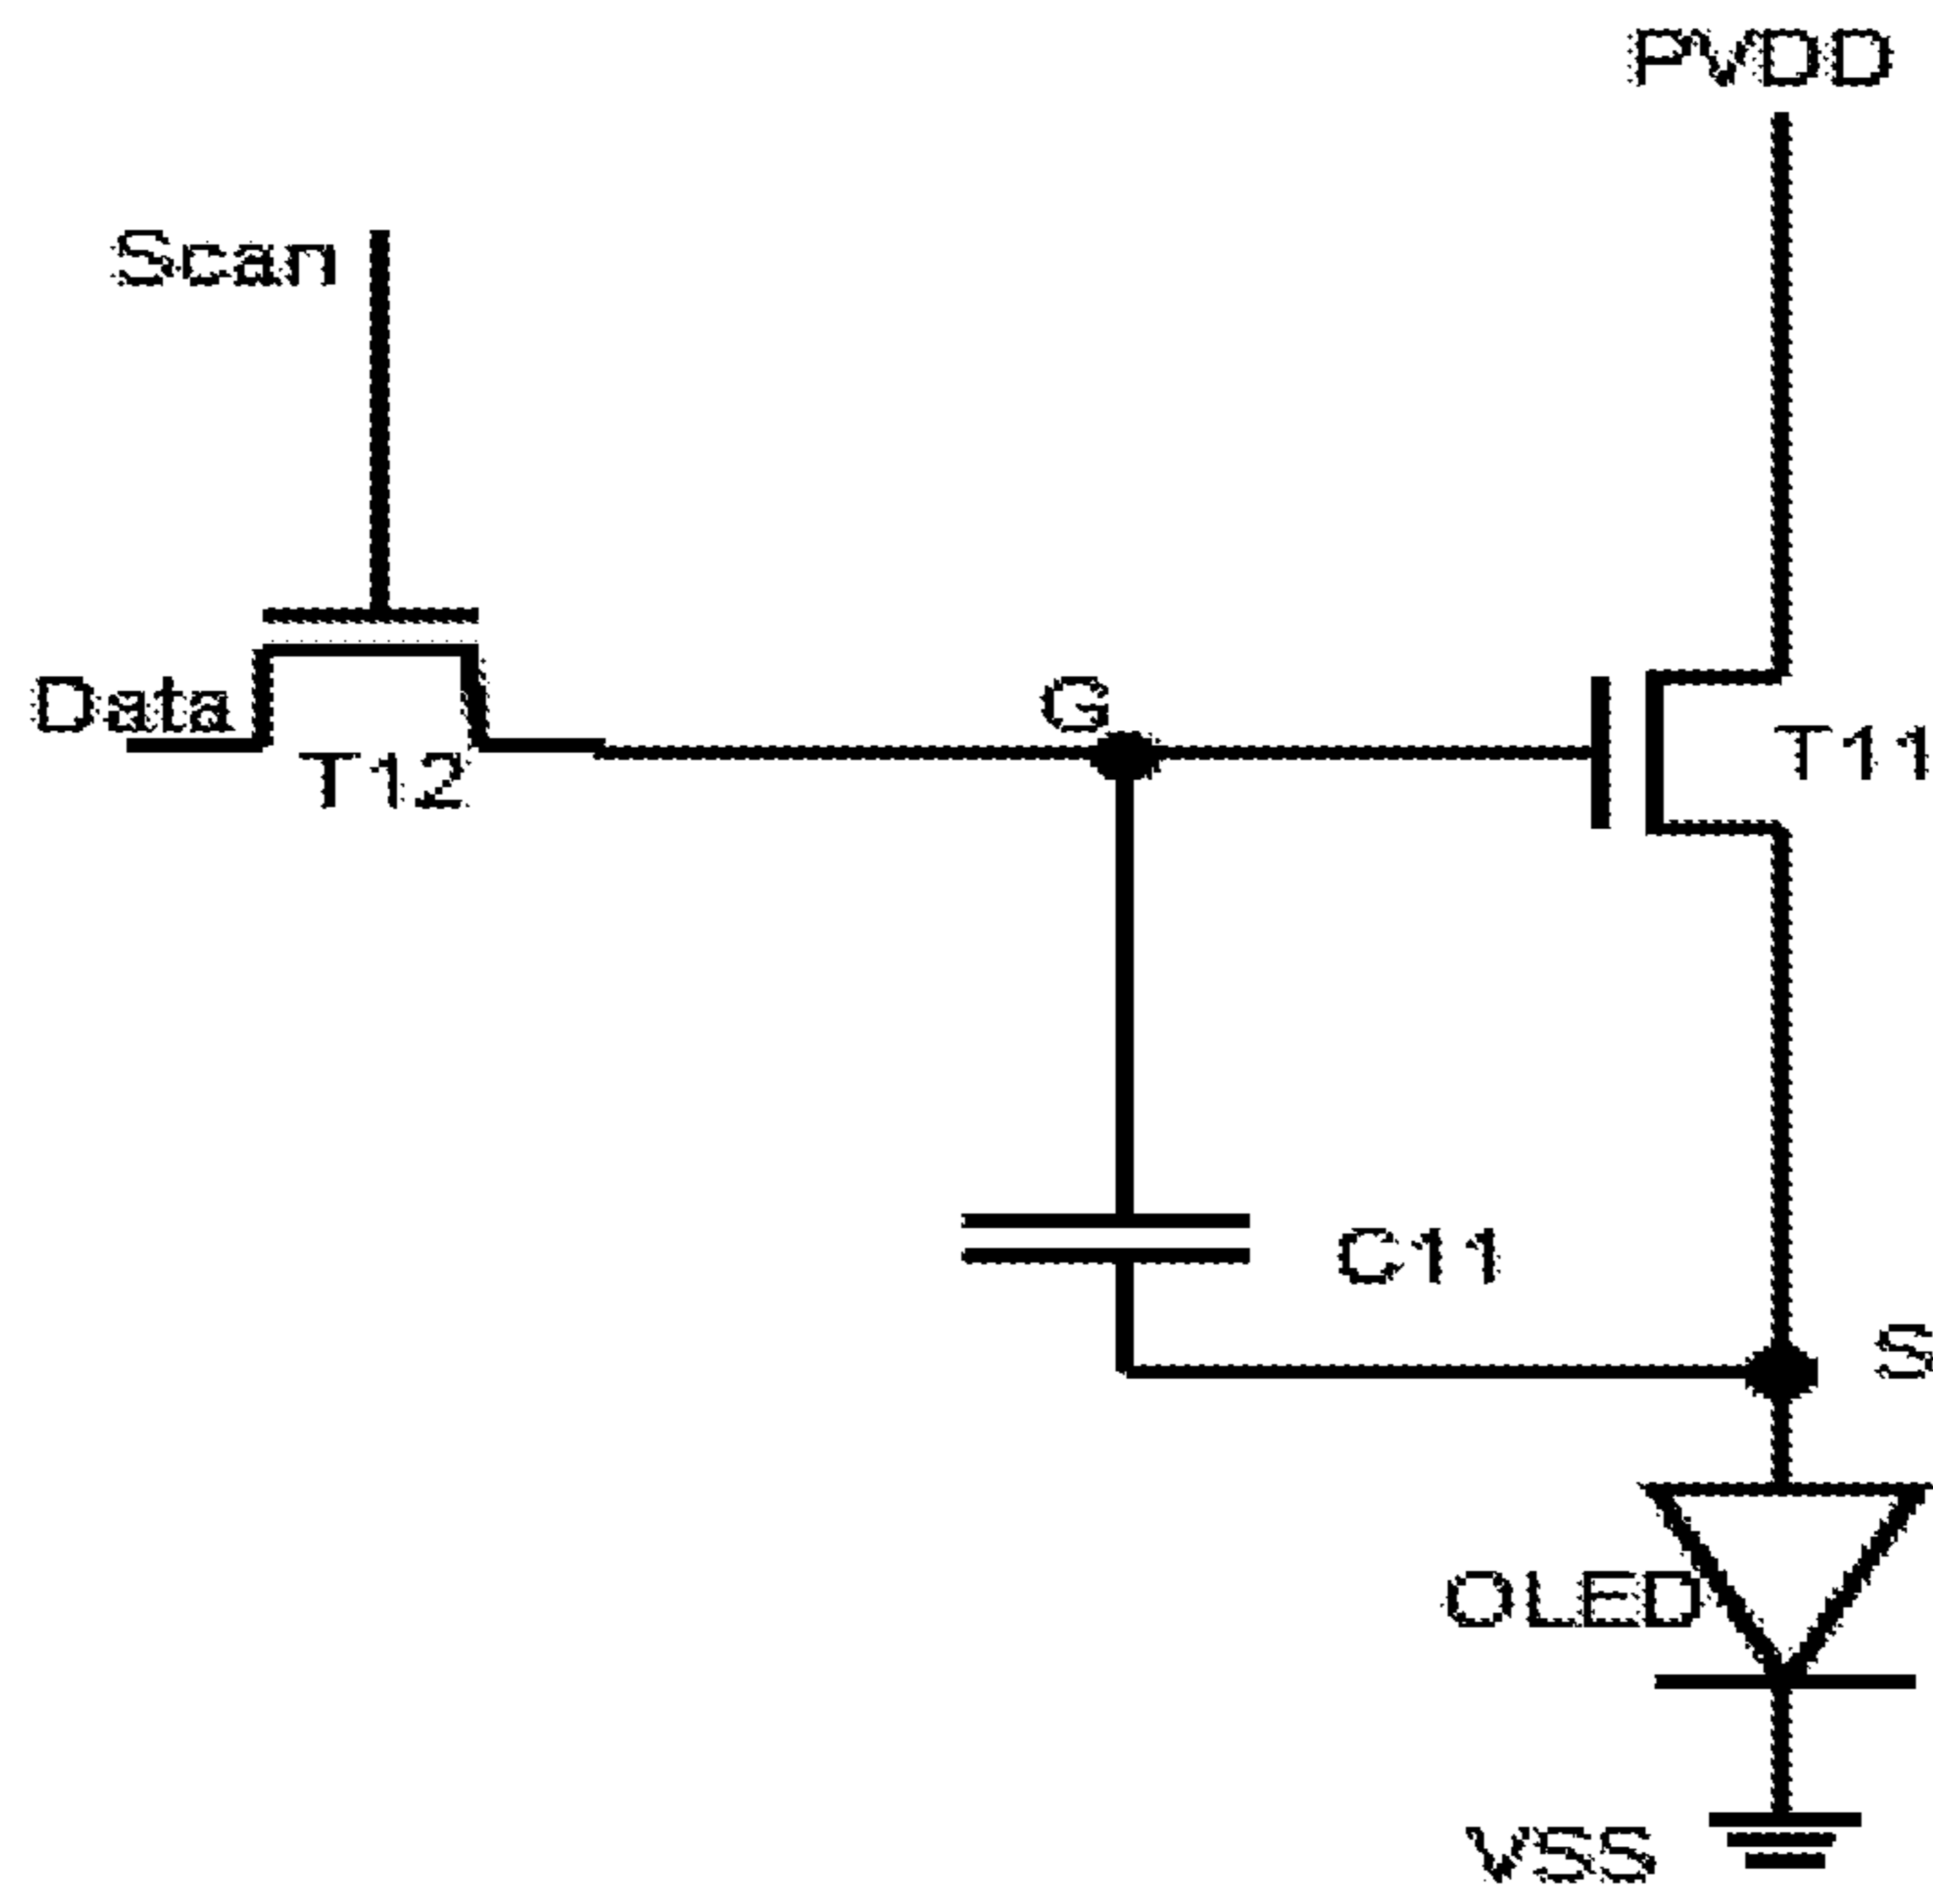 PVDD
Scan
Data
G
T11
T12
C11
S
OLED
VSS